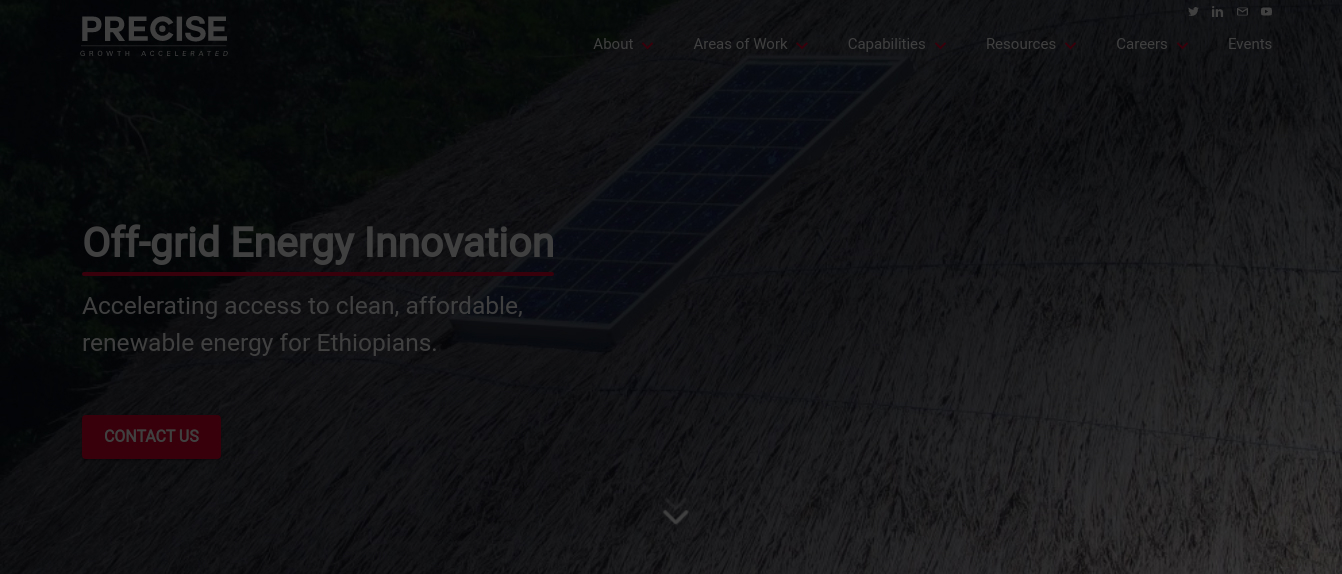 PRECISE
GROWTH ACCELERATED
About
Areas of Work
Capabilities
Resources
Careers
Events
Off-grid Energy Innovation
Accelerating access to clean, affordable,
renewable energy for Ethiopians.
CONTACT US